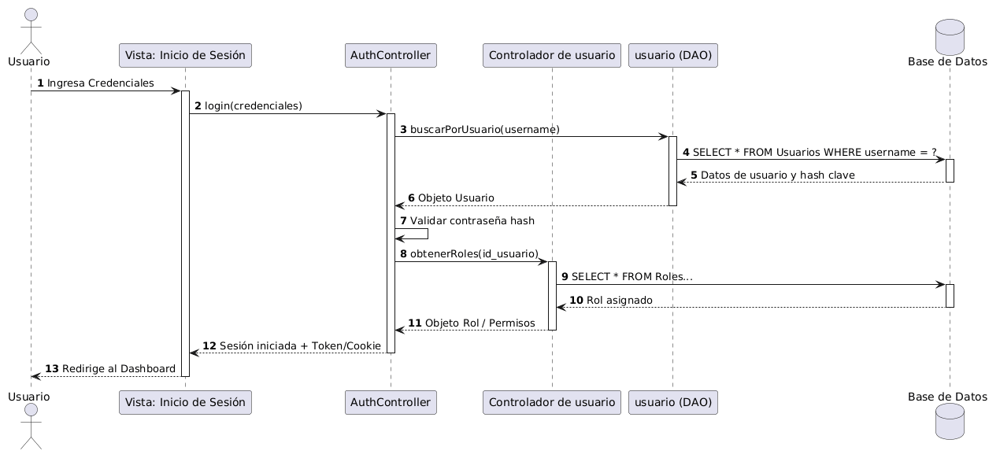 Usuario
Vista: Inicio de Sesión
AuthController
Controlador de usuario
usuario (DAO)
Base de Datos
1 Ingresa Credenciales
2 login(credenciales)
3 buscarPorUsuario(username)
4 SELECT * FROM Usuarios WHERE username = ?
5 Datos de usuario y hash clave
6 Objeto Usuario
7 Validar contraseña hash
8 obtenerRoles(id_usuario)
9 SELECT * FROM Roles...
10 Rol asignado
11 Objeto Rol / Permisos
12 Sesión iniciada + Token/Cookie
13 Redirige al Dashboard
Usuario
Vista: Inicio de Sesión
AuthController
Controlador de usuario
usuario (DAO)
Base de Datos